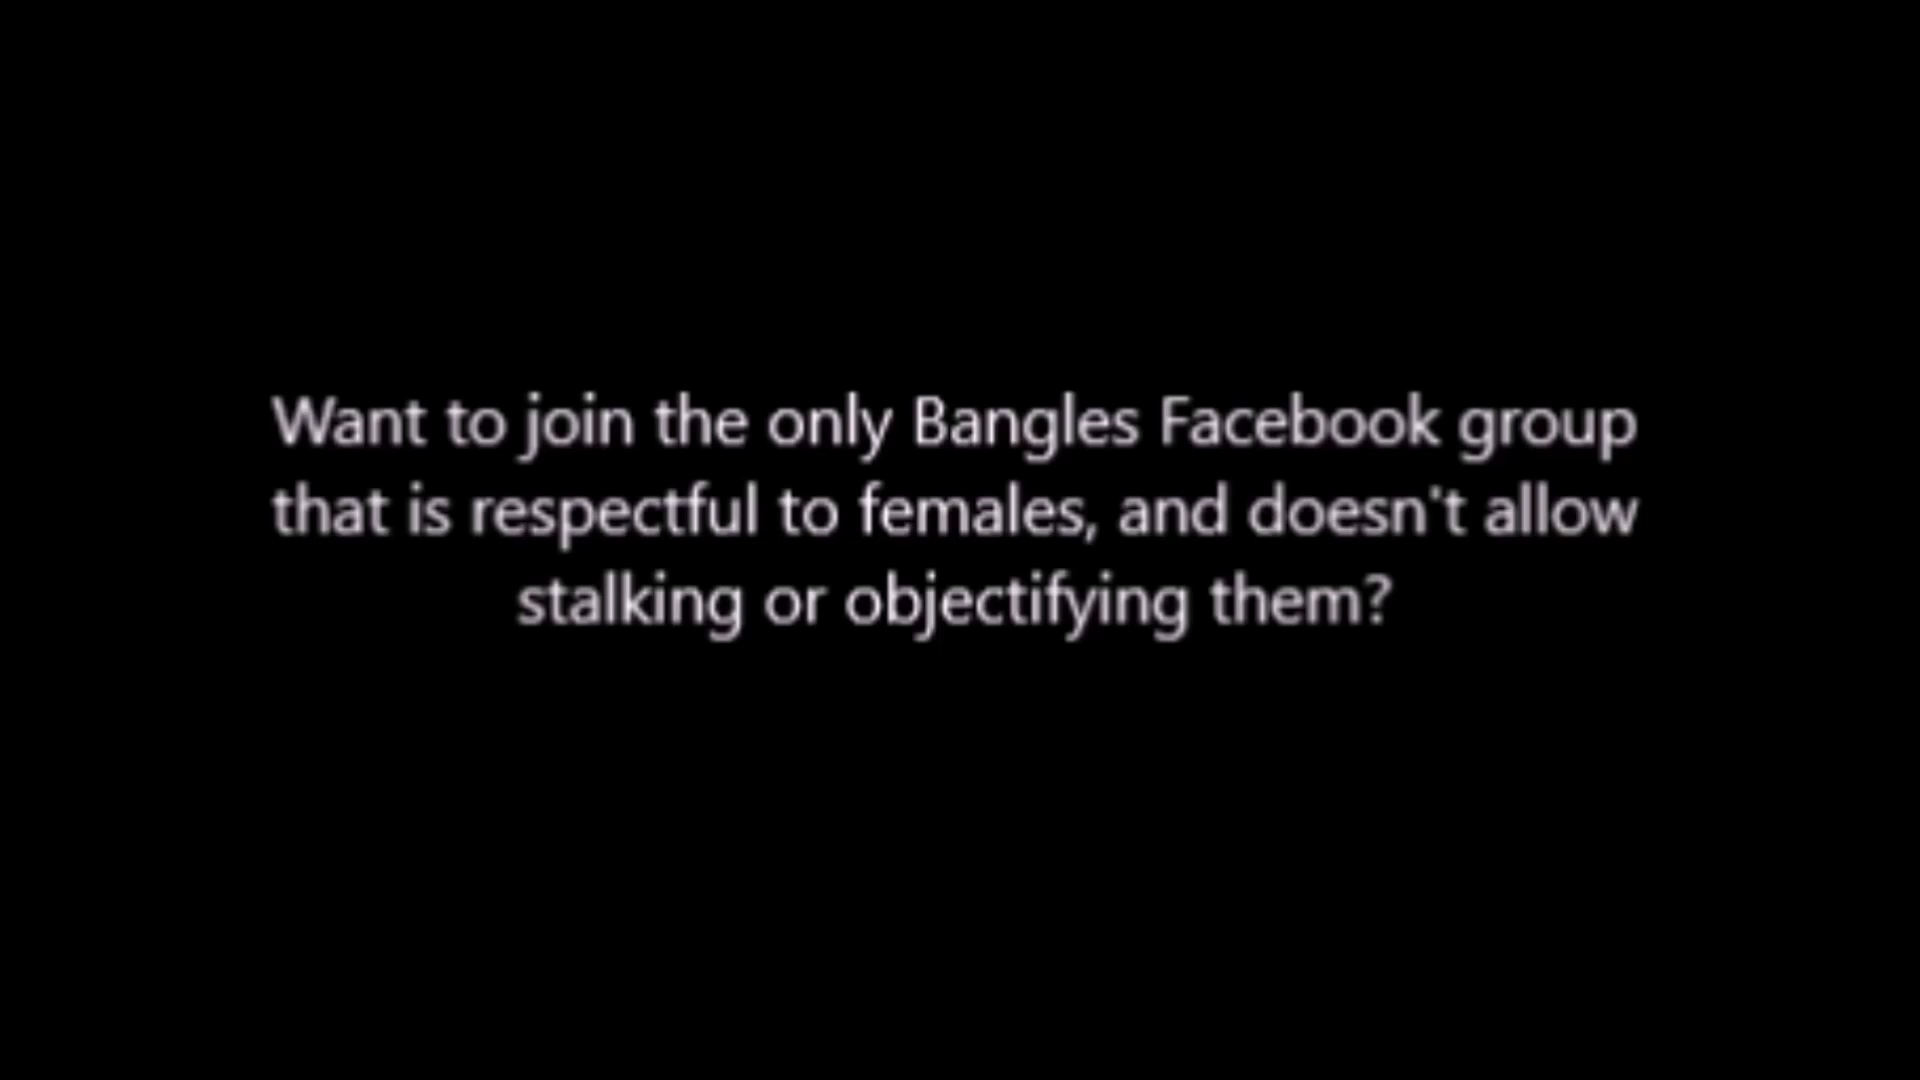 Want to join the only Bangles Facebook group
that is respectful to females, and doesn't allow
stalking or objectifying them?